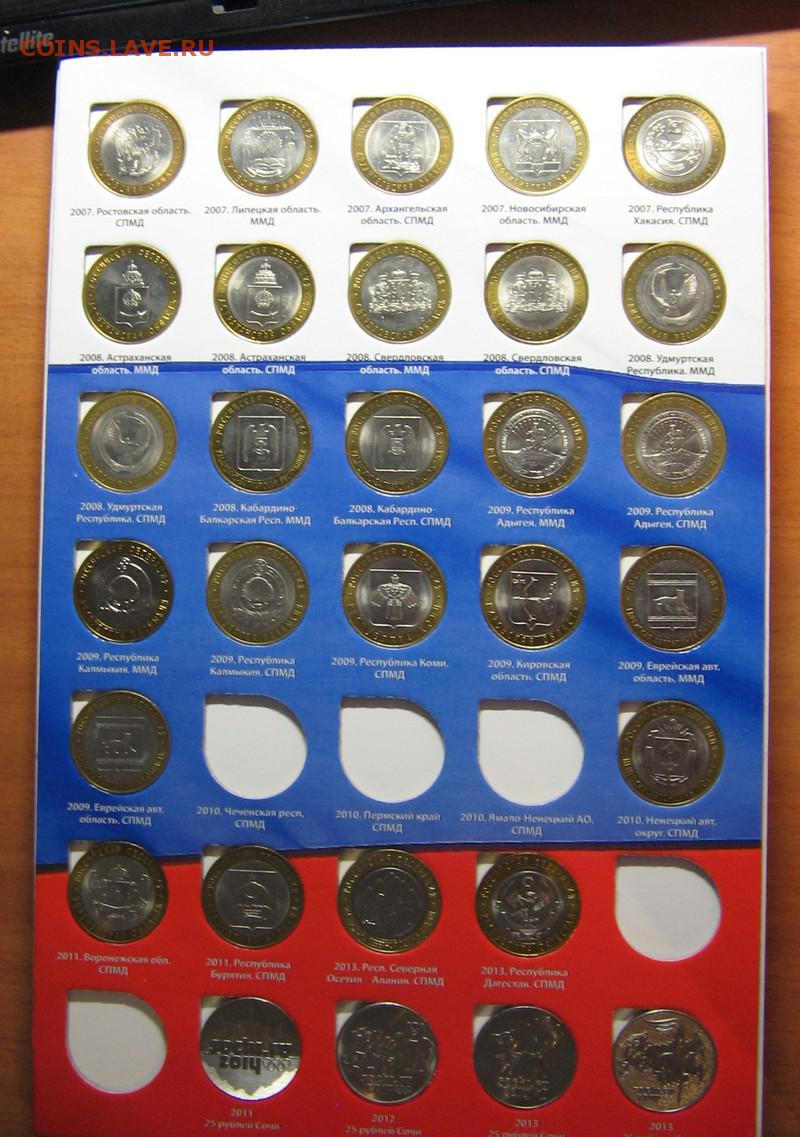 tellite
COINS.LAVE.РУ
2007. Ростовская область.
СПМД
2007. Липецкая область.
ММД
2007. Архангельская
область. СПМД
2007. Новосибирская
область. ММД
2007. Республика
Хакасия. СПМД
2008. Астраханская
область. ММД
2008. Астраханская
область. СПМД
2008. Свердловская
область. ММД
2008. Свердловская
область. СПМД
2008. Удмуртская
Республика. ММД
2008. Удмуртская
Республика. СПМД
2008. Кабардино-
Балкарская Респ. ММД
2008. Кабардино-
Балкарская Респ. СПМД
2009. Республика
Адыгея. ММД
2009. Республика
Адыгея. СПМД
2009. Республика
Калмыкия. ММД
2009. Республика
Калмыкия. СПМД
2009. Республика Коми.
СПМД
2009. Кировская
область. СПМД
2009. Еврейская авт.
область. ММД
2009. Еврейская авт.
область. СПМД
2010. Чеченская респ.
СПМД
2010. Пермский край
СПМД
2010. Ямало-Ненецкий АО.
СПМД
2010. Ненецкий авт.
округ. СПМД
2011. Воронежская обл.
СПМД
2011. Республика
Бурятия. СПМД
2013. Респ. Северная
Осетия - Алания. СПМД
2013. Республика
Дагестан. СПМД
sochi
2011
25 рублей Сочи
2012
25 рублей Сочи
2013
25 рублей Сочи
2013